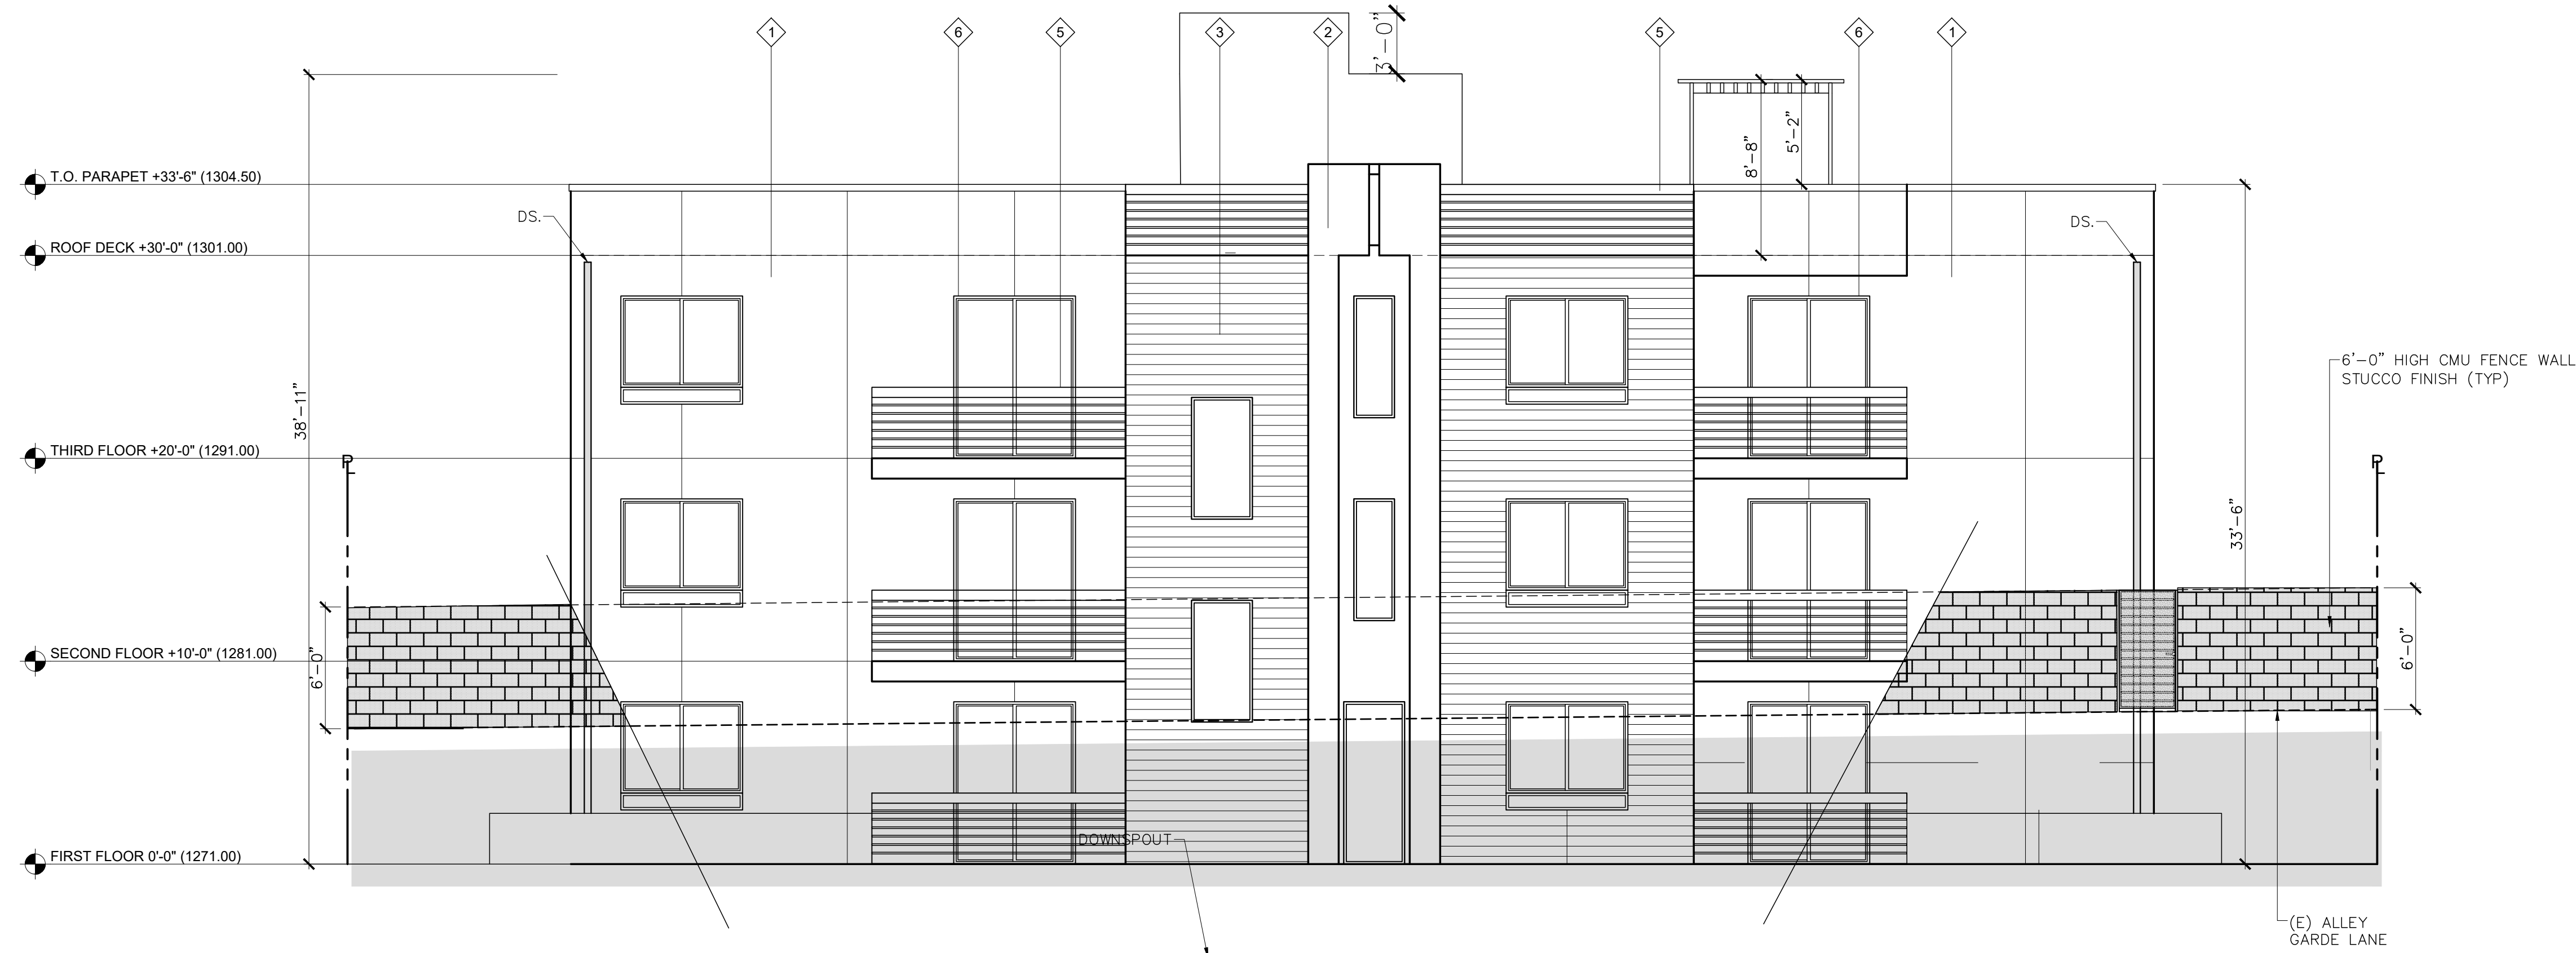 1
6
5
3
2
5
6
1
3'-0"
5'-2"
8'-8"
T.O. PARAPET +33'-6" (1304.50)
DS.
DS.
ROOF DECK +30'-0" (1301.00)
6'-0" HIGH CMU FENCE WALL
STUCCO FINISH (TYP)
38'-11"
THIRD FLOOR +20'-0" (1291.00)
PL
PL
33'-6"
SECOND FLOOR +10'-0" (1281.00)
6'-0"
6'-0"
DOWNSPOUT
FIRST FLOOR 0'-0" (1271.00)
(E) ALLEY
GARDE LANE